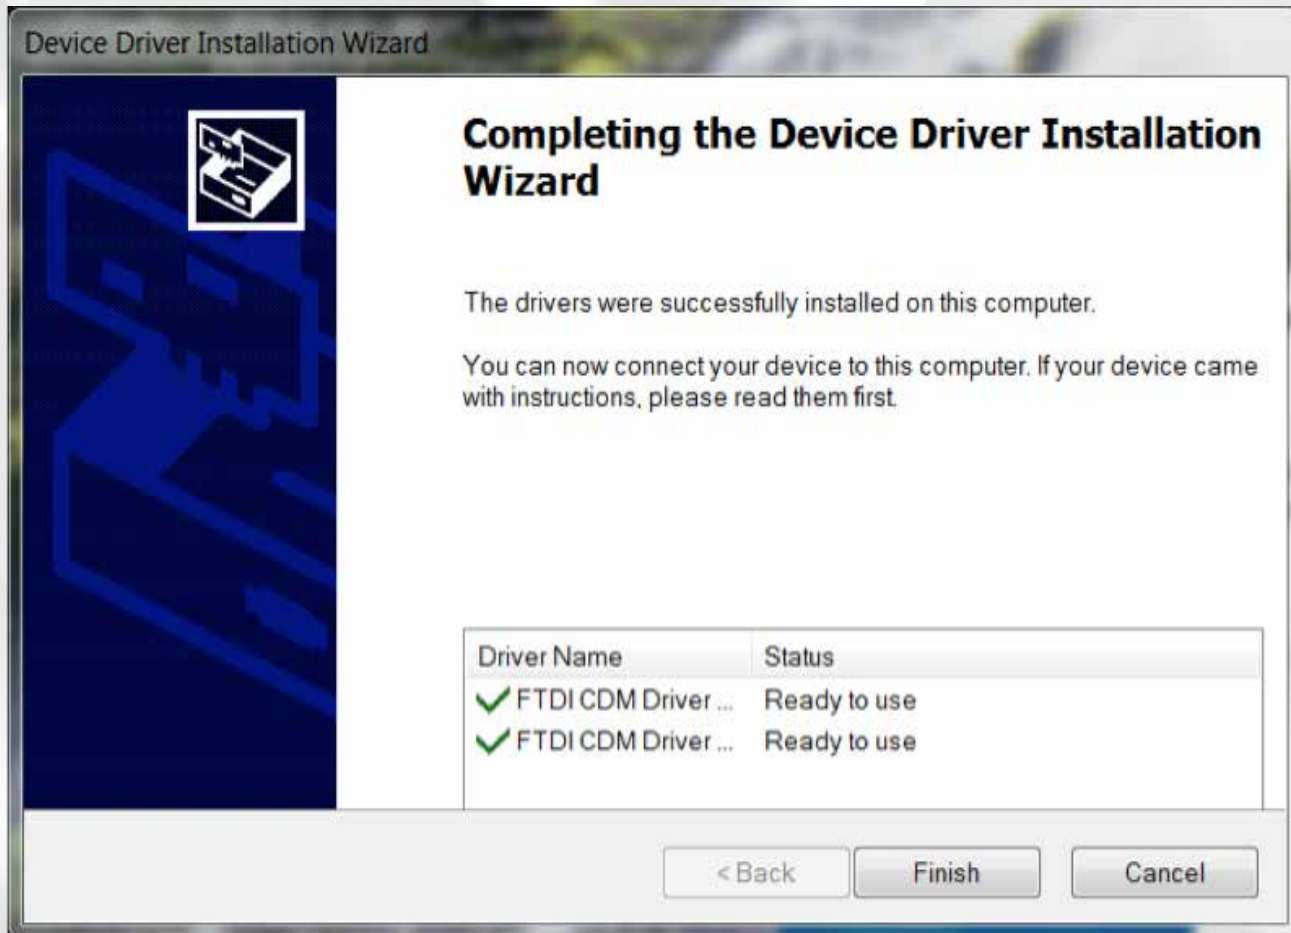 Device Driver Installation Wizard
Completing the Device Driver Installation
Wizard
The drivers were successfully installed on this computer.
You can now connect your device to this computer. If your device came
with instructions, please read them first.
Driver Name Status
FTDI CDM Driver ... Ready to use
FTDI CDM Driver ... Ready to use
< Back Finish Cancel